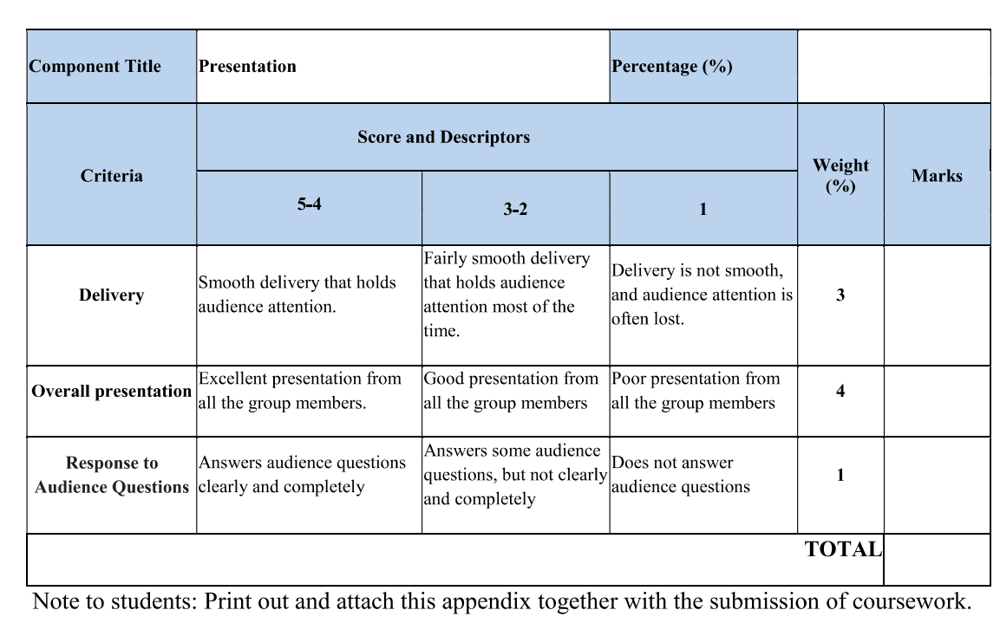 Component Title
Presentation
Percentage (%)
Criteria
Score and Descriptors
Weight
(%)
Marks
5-4
3-2
1
Delivery
Smooth delivery that holds
audience attention.
Fairly smooth delivery
that holds audience
attention most of the
time.
Delivery is not smooth,
and audience attention is
often lost.
3
Overall presentation
Excellent presentation from
all the group members.
Good presentation from
all the group members
Poor presentation from
all the group members
4
Response to
Audience Questions
Answers audience questions
clearly and completely
Answers some audience
questions, but not clearly
and completely
Does not answer
audience questions
1
TOTAL
Note to students: Print out and attach this appendix together with the submission of coursework.